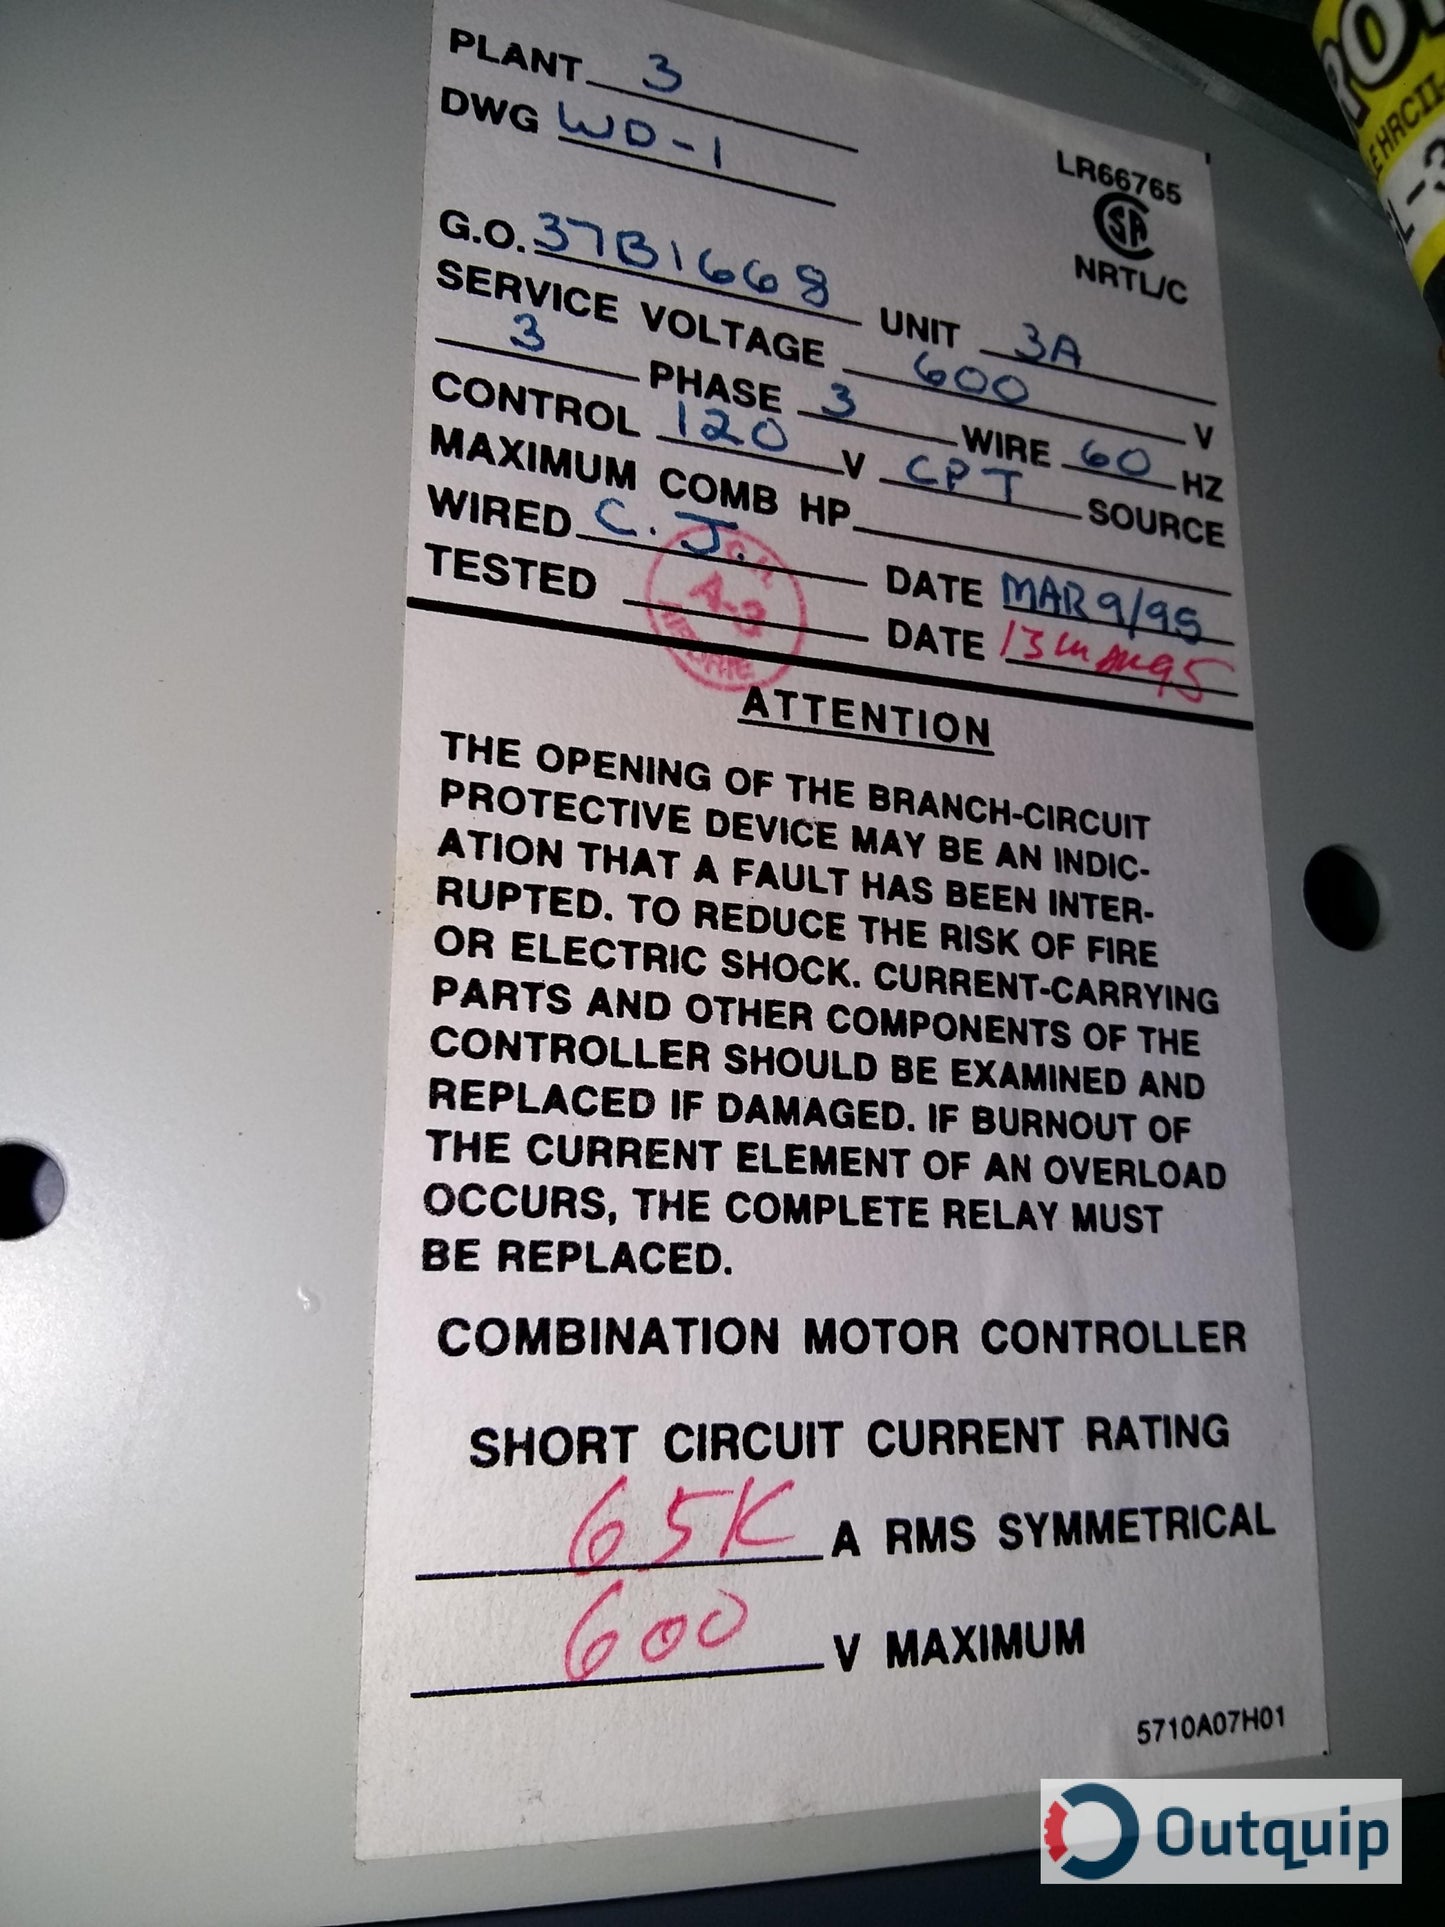 PLANT 3
DWG WD-1
LR66765
CSA
NRTL/C
G.O. 37B1668 UNIT 3A
SERVICE VOLTAGE 600 V
3 PHASE 3 WIRE 60 HZ
CONTROL 120 V CPT SOURCE
MAXIMUM COMB HP
WIRED C.J. DATE MAR 9/95
TESTED A-3 DATE 13 Mar 95
ATTENTION
THE OPENING OF THE BRANCH-CIRCUIT
PROTECTIVE DEVICE MAY BE AN INDIC-
ATION THAT A FAULT HAS BEEN INTER-
RUPTED. TO REDUCE THE RISK OF FIRE
OR ELECTRIC SHOCK. CURRENT-CARRYING
PARTS AND OTHER COMPONENTS OF THE
CONTROLLER SHOULD BE EXAMINED AND
REPLACED IF DAMAGED. IF BURNOUT OF
THE CURRENT ELEMENT OF AN OVERLOAD
OCCURS, THE COMPLETE RELAY MUST
BE REPLACED.
COMBINATION MOTOR CONTROLLER
SHORT CIRCUIT CURRENT RATING
65K A RMS SYMMETRICAL
600 V MAXIMUM
5710A07H01
Outquip